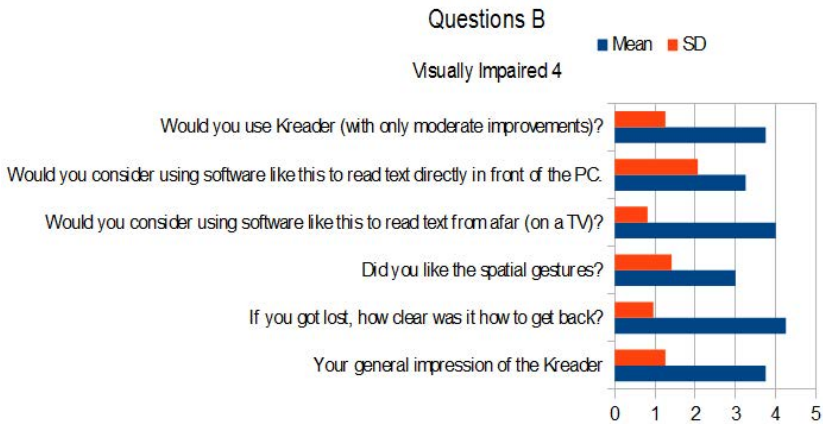 Questions B
Mean SD
Visually Impaired 4
Would you use Kreader (with only moderate improvements)?
Would you consider using software like this to read text directly in front of the PC.
Would you consider using software like this to read text from afar (on a TV)?
Did you like the spatial gestures?
If you got lost, how clear was it how to get back?
Your general impression of the Kreader
0 1 2 3 4 5